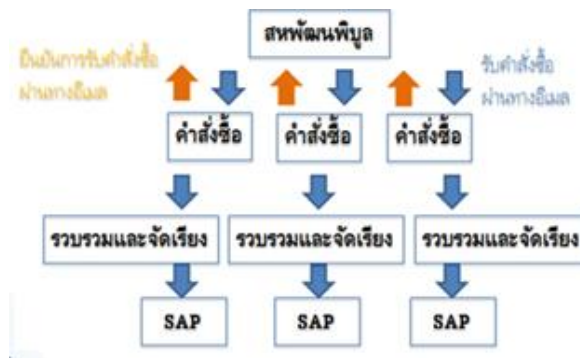 สหพัฒนพิบูล
ยืนยันการรับคำสั่งซื้อ
ผ่านทางอีเมล
รับคำสั่งซื้อ
ผ่านทางอีเมล
คำสั่งซื้อ คำสั่งซื้อ คำสั่งซื้อ
รวบรวมและจัดเรียง รวบรวมและจัดเรียง รวบรวมและจัดเรียง
SAP SAP SAP